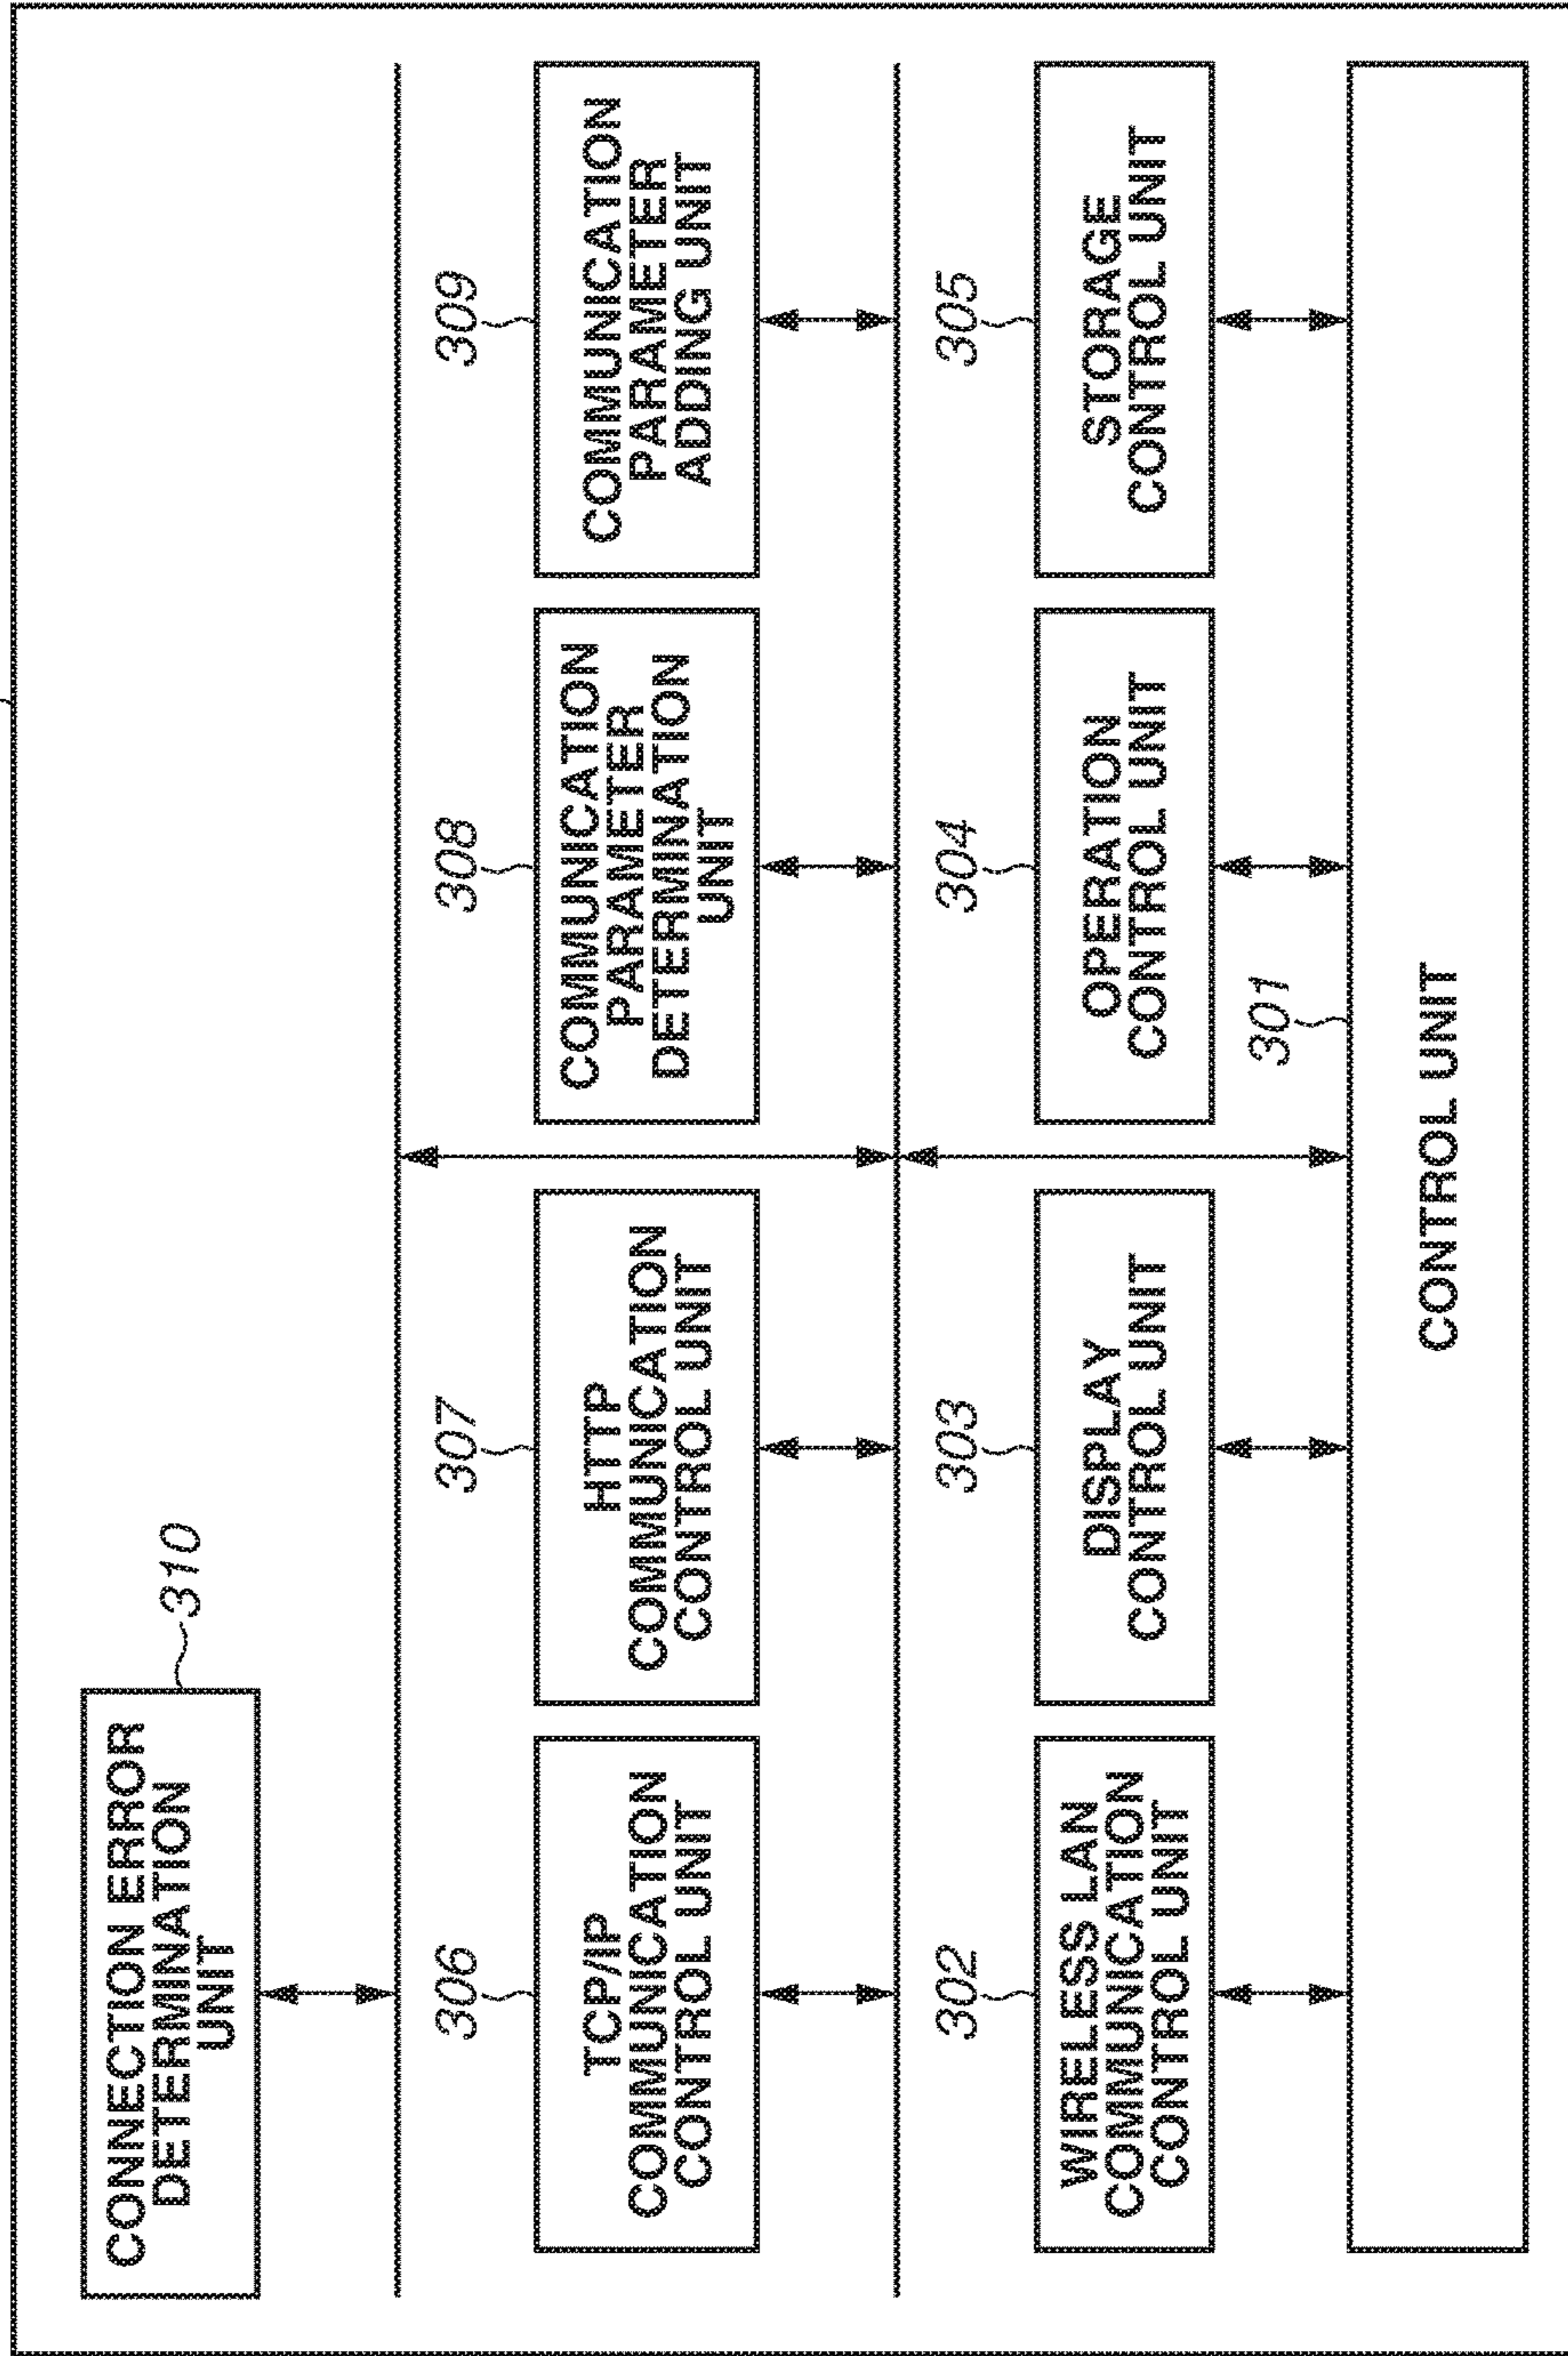 CONNECTION ERROR
DETERMINATION
UNIT
310
306
TCP/IP
COMMUNICATION
CONTROL UNIT
307
HTTP
COMMUNICATION
CONTROL UNIT
308
COMMUNICATION
PARAMETER
DETERMINATION
UNIT
309
COMMUNICATION
PARAMETER
ADDING UNIT
302
WIRELESS LAN
COMMUNICATION
CONTROL UNIT
303
DISPLAY
CONTROL UNIT
304
OPERATION
CONTROL UNIT
305
STORAGE
CONTROL UNIT
301
CONTROL UNIT